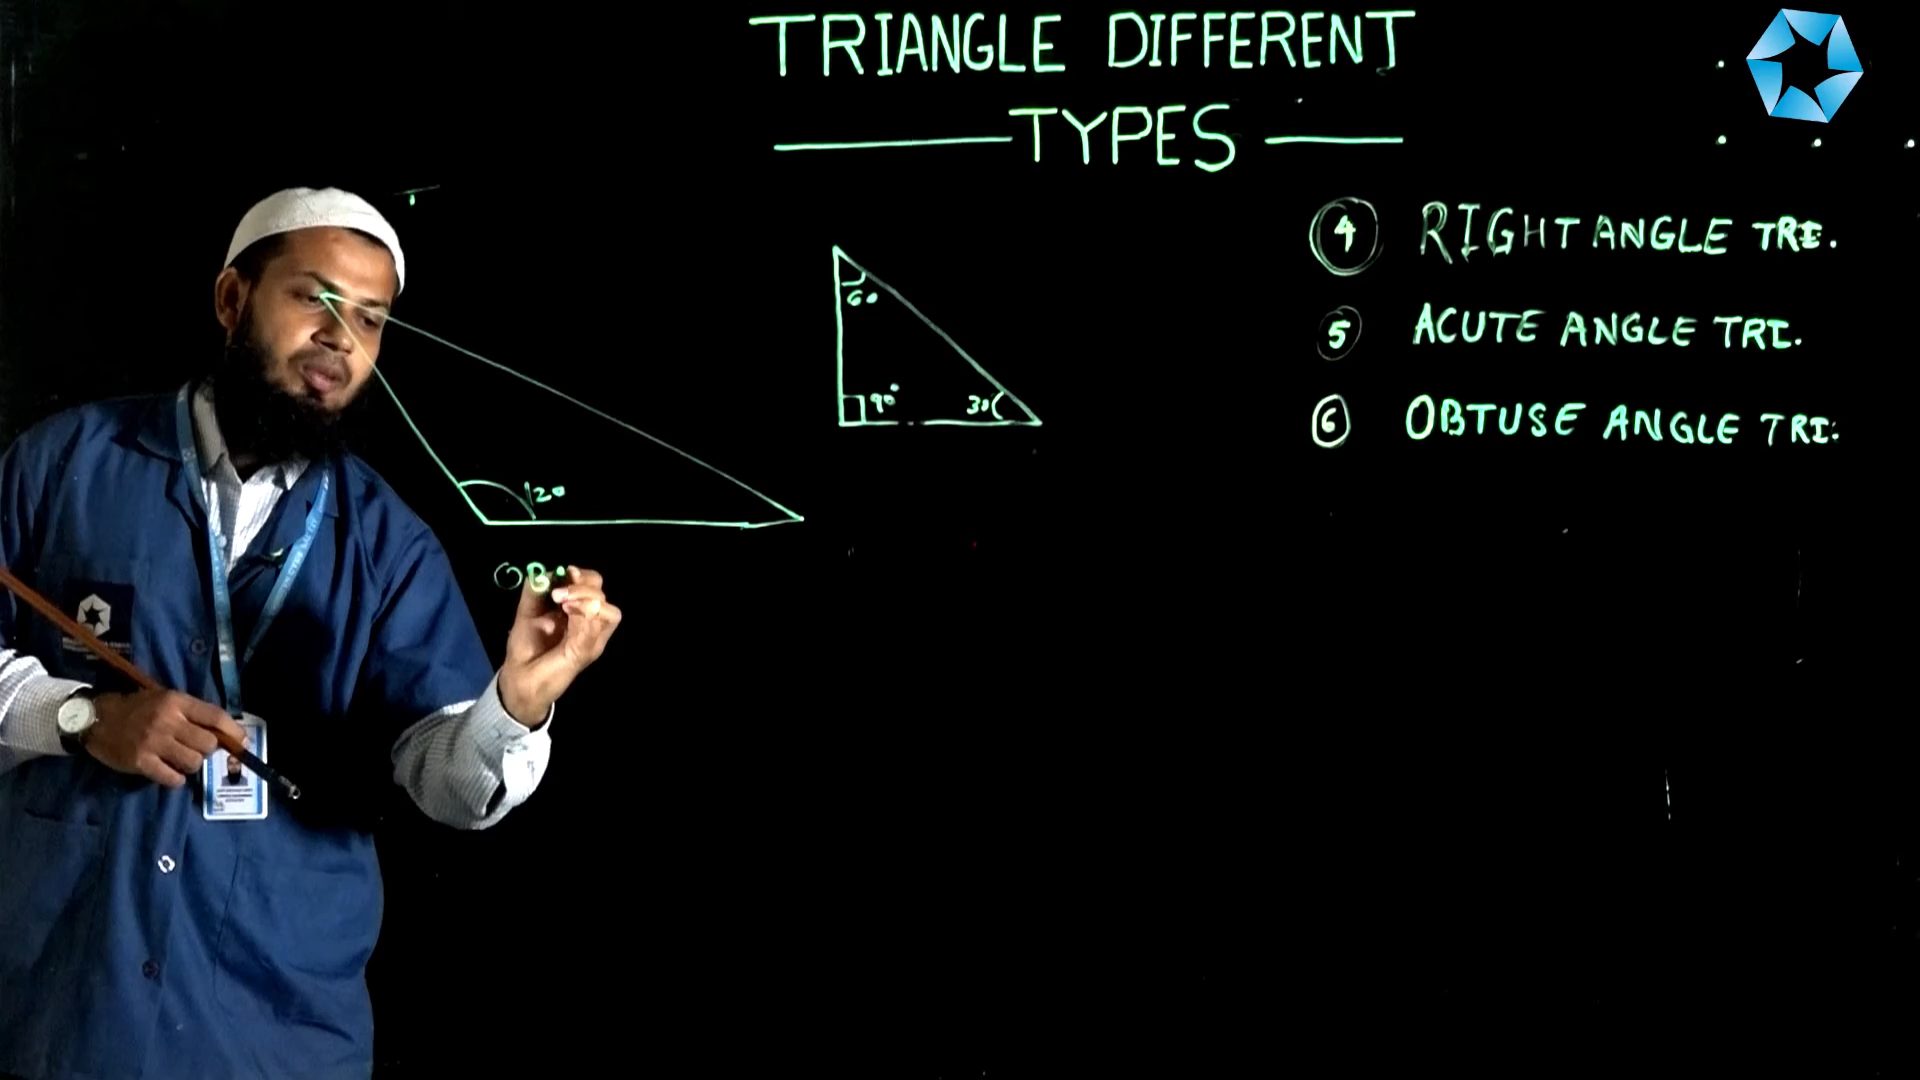 TRIANGLE DIFFERENT
TYPES
4 RIGHT ANGLE TRI.
5 ACUTE ANGLE TRI.
6 OBTUSE ANGLE TRI:
60
90°
30
120
OB